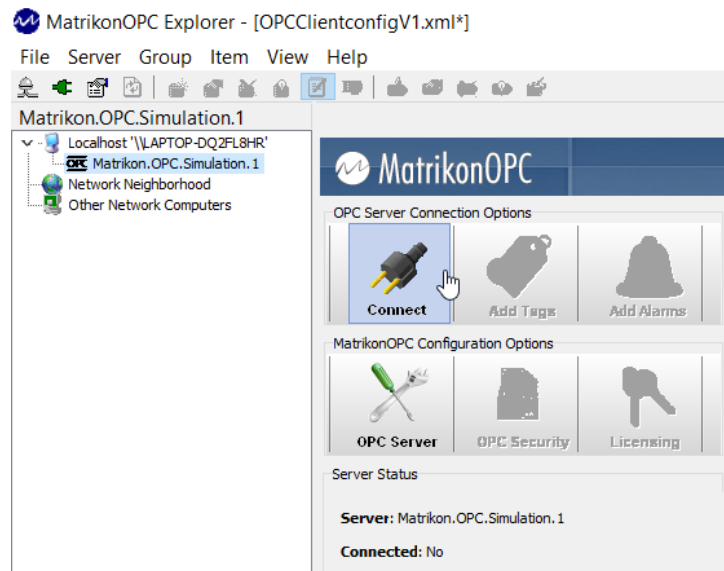 MatrikonOPC Explorer - [OPCClientconfigV1.xml*]
File Server Group Item View Help
Matrikon.OPC.Simulation.1
Localhost '\\LAPTOP-DQ2FL8HR'
OPC Matrikon.OPC.Simulation.1
Network Neighborhood
Other Network Computers
MatrikonOPC
OPC Server Connection Options
Connect Add Tags Add Alarms
MatrikonOPC Configuration Options
OPC Server OPC Security Licensing
Server Status
Server: Matrikon.OPC.Simulation.1
Connected: No